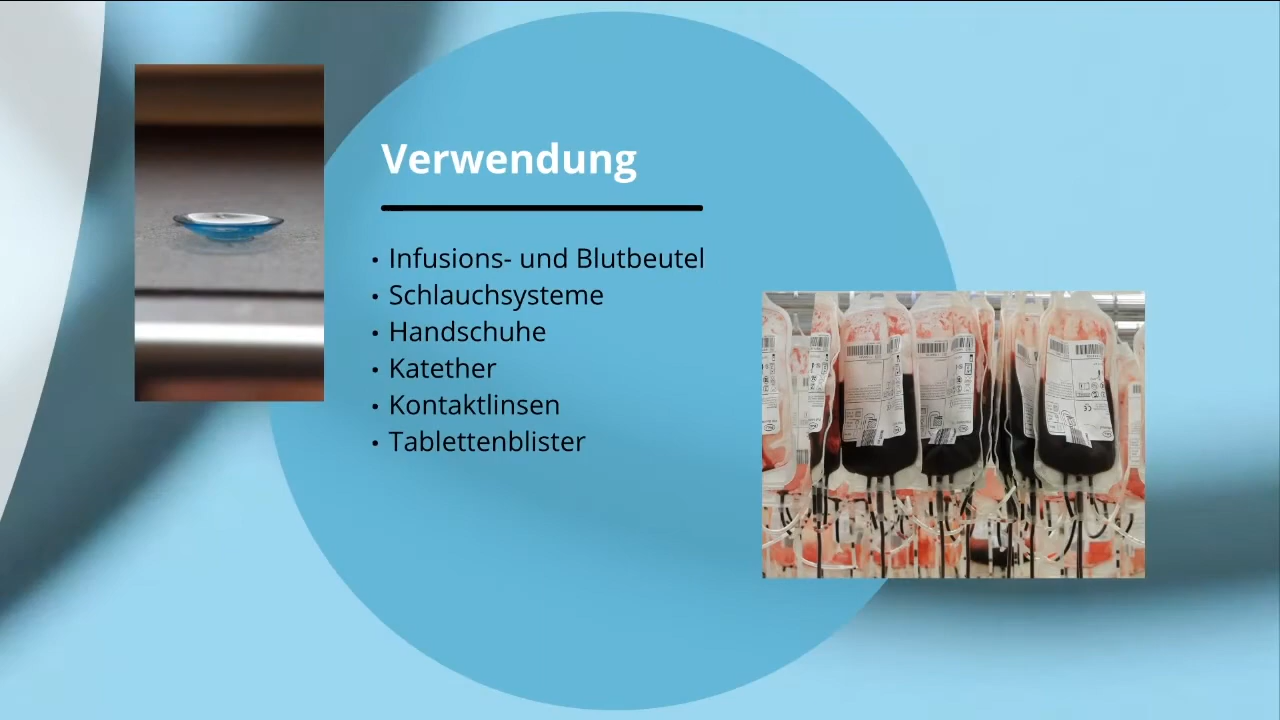 Verwendung
• Infusions- und Blutbeutel
• Schlauchsysteme
• Handschuhe
• Katether
• Kontaktlinsen
• Tablettenblister